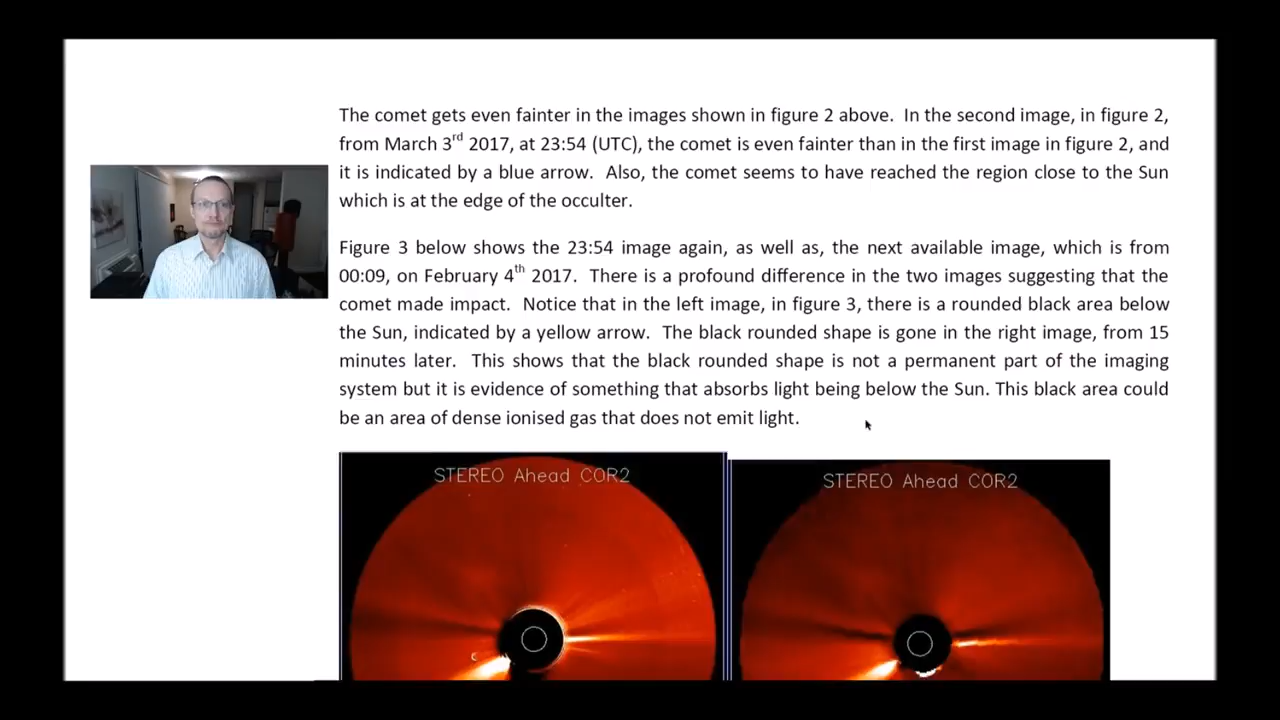 The comet gets even fainter in the images shown in figure 2 above. In the second image, in figure 2,
from March 3rd 2017, at 23:54 (UTC), the comet is even fainter than in the first image in figure 2, and
it is indicated by a blue arrow. Also, the comet seems to have reached the region close to the Sun
which is at the edge of the occulter.
Figure 3 below shows the 23:54 image again, as well as, the next available image, which is from
00:09, on February 4th 2017. There is a profound difference in the two images suggesting that the
comet made impact. Notice that in the left image, in figure 3, there is a rounded black area below
the Sun, indicated by a yellow arrow. The black rounded shape is gone in the right image, from 15
minutes later. This shows that the black rounded shape is not a permanent part of the imaging
system but it is evidence of something that absorbs light being below the Sun. This black area could
be an area of dense ionised gas that does not emit light.
STEREO Ahead COR2
STEREO Ahead COR2